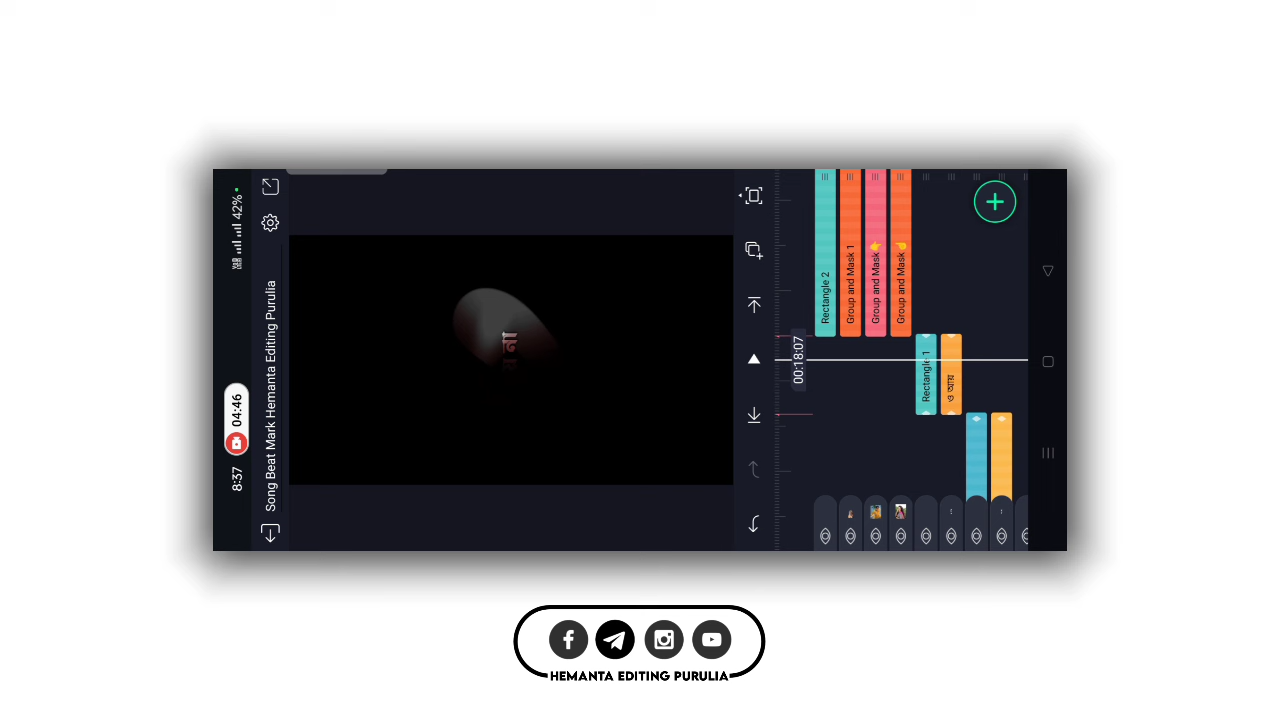 8:37
04:46
42%
Song Beat Mark Hemanta Editing Purulia
00:18:07
Rectangle 2
Group and Mask 1
Group and Mask👉
Group and Mask👆
Rectangle 1
ও আয়
HEMANTA EDITING PURULIA